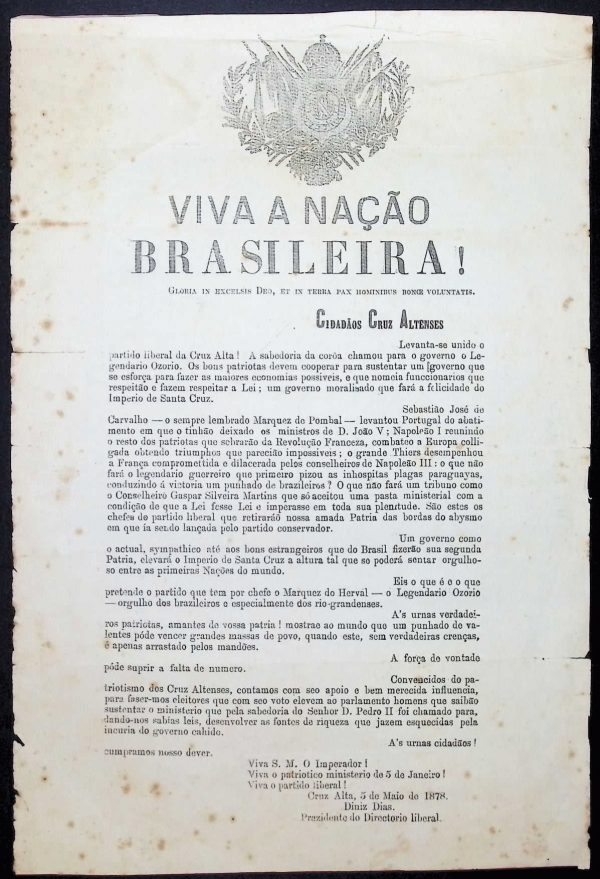 VIVA A NAÇÃO
BRASILEIRA!
GLORIA IN EXCELSIS DEO, ET IN TERRA PAX HOMINIBUS BONŒ VOLUNTATIS.
CIDADÃOS CRUZ ALTENSES
Levanta-se unido o
partido liberal da Cruz Alta! A sabedoria da corôa chamou para o governo o Le-
gendario Ozorio. Os bons patriotas devem cooperar para sustentar um governo que
se esforça para fazer as maiores economias possiveis, e que nomeia funccionarios que
respeitão e fazem respeitar a Lei; um governo moralisado que fará a felicidade do
Imperio de Santa Cruz.
Sebastião José de
Carvalho — o sempre lembrado Marquez de Pombal — levantou Portugal do abati-
mento em que o tinhão deixado os ministros de D. João V; Napoleão I reunindo
o resto dos patriotas que sobrarão da Revolução Franceza, combateo a Europa colli-
gada obtendo triumphos que parecião impossiveis; o grande Thiers desempenhou
a França compromettida e dilacerada pelos conselheiros de Napoleão III: o que não
fará o legendario guerreiro que primeiro pizou as inhospitas plagas paraguayas,
conduzindo á victoria um punhado de brazileiros? O que não fará um tribuno como
o Conselheiro Gaspar Silveira Martins que só aceitou uma pasta ministerial com a
condição de que a Lei fosse Lei e imperasse em toda sua plenitude. São estes os
chefes do partido liberal que retirarão nossa amada Patria das bordas do abysmo
em que ia sendo lançada pelo partido conservador.
Um governo como
o actual, sympathico até aos bons estrangeiros que do Brasil fizerão sua segunda
Patria, elevará o Imperio de Santa Cruz a altura tal que se poderá sentar orgulho-
so entre as primeiras Nações do mundo.
Eis o que é e o que
pretende o partido que tem por chefe o Marquez do Herval — o Legendario Ozorio
— orgulho dos brazileiros e especialmente dos rio-grandenses.
A's urnas verdadei-
ros patriotas, amantes de vossa patria! mostrae ao mundo que um punhado de va-
lentes póde vencer grandes massas de povo, quando este, sem verdadeiras crenças,
é apenas arrastado pelos mandões.
A força de vontade
póde suprir a falta de numero.
Convencidos do pa-
triotismo dos Cruz Altenses, contamos com seo apoio e bem merecida influencia,
para fazer-mos eleitores que com seo voto elevem ao parlamento homens que saibão
sustentar o ministerio que pela sabedoria do Senhor D. Pedro II foi chamado para,
dando-nos sabias leis, desenvolver as fontes de riqueza que jazem esquecidas pela
incuria do governo cahido.
A's urnas cidadãos!
cumpramos nosso dever.
Viva S. M. O Imperador!
Viva o patriotico ministerio de 5 de Janeiro!
Viva o partido liberal!
Cruz Alta, 5 de Maio de 1878.
Diniz Dias.
Prezidente do Directorio liberal.